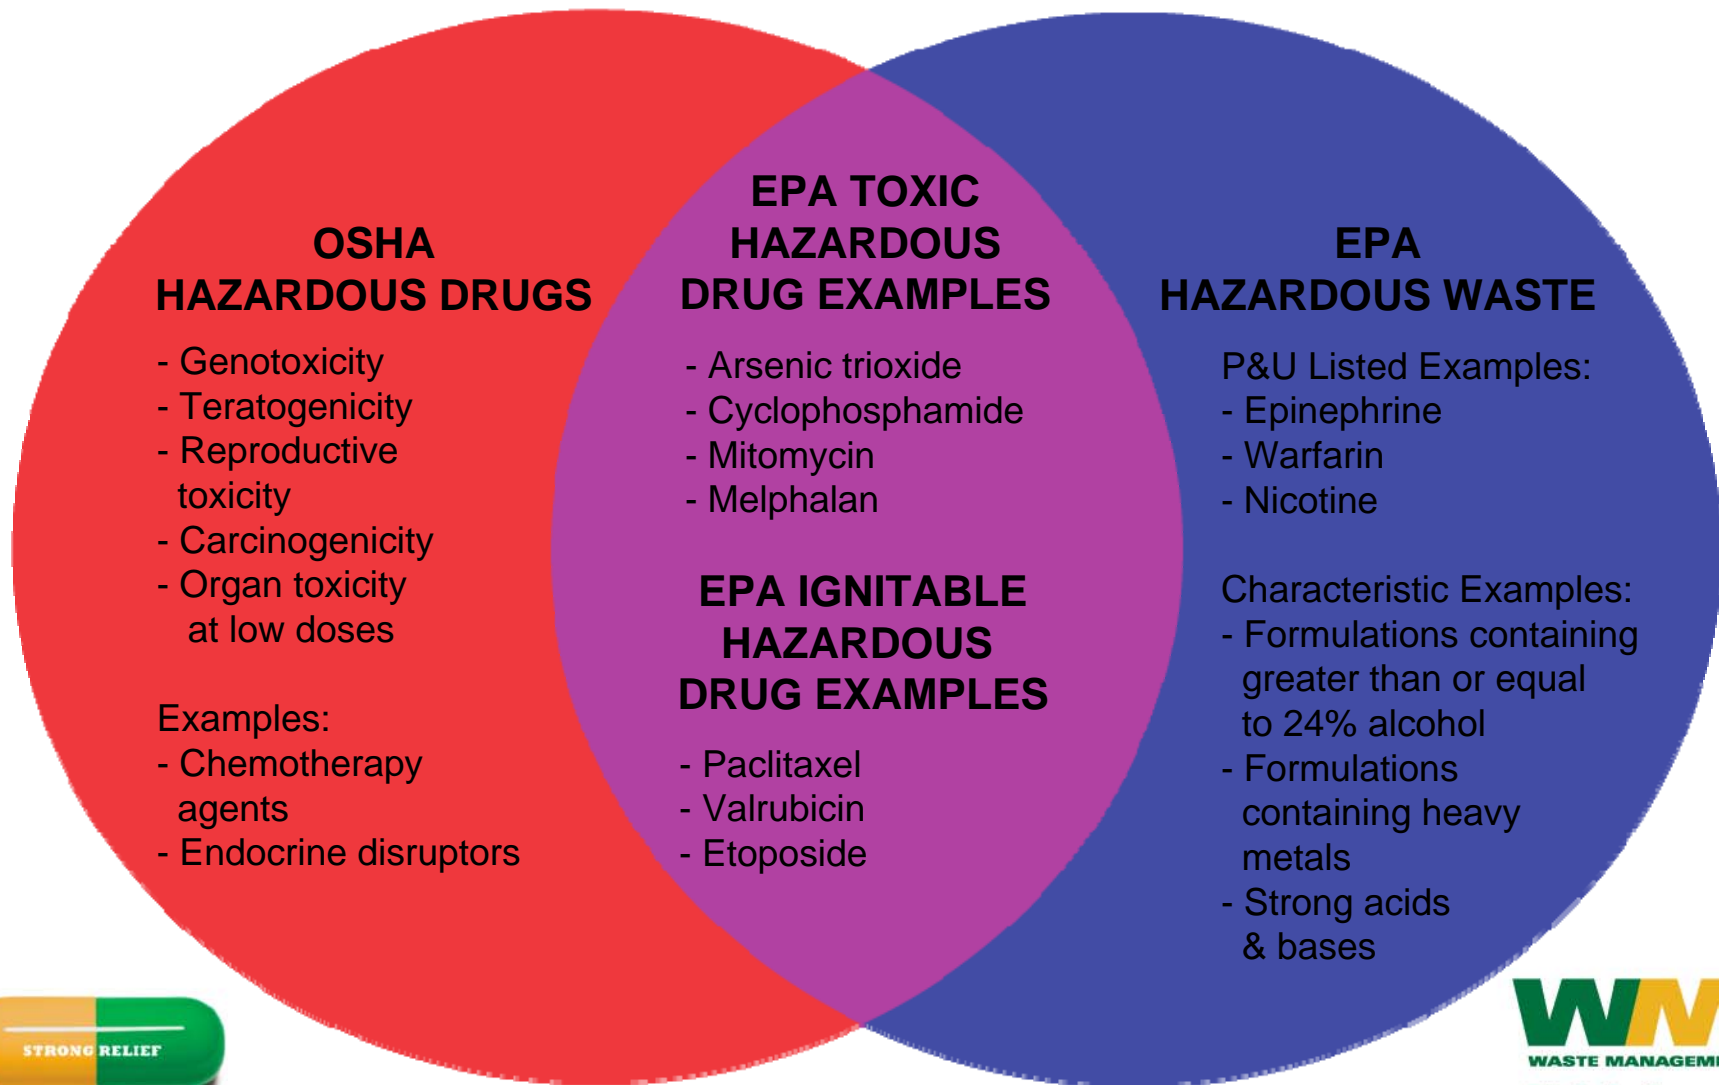 OSHA
HAZARDOUS DRUGS
- Genotoxicity
- Teratogenicity
- Reproductive
toxicity
- Carcinogenicity
- Organ toxicity
at low doses
Examples:
- Chemotherapy
agents
- Endocrine disruptors
EPA TOXIC
HAZARDOUS
DRUG EXAMPLES
- Arsenic trioxide
- Cyclophosphamide
- Mitomycin
- Melphalan
EPA IGNITABLE
HAZARDOUS
DRUG EXAMPLES
- Paclitaxel
- Valrubicin
- Etoposide
EPA
HAZARDOUS WASTE
P&U Listed Examples:
- Epinephrine
- Warfarin
- Nicotine
Characteristic Examples:
- Formulations containing
greater than or equal
to 24% alcohol
- Formulations
containing heavy
metals
- Strong acids
& bases
STRONG RELIEF
WM
WASTE MANAGEME